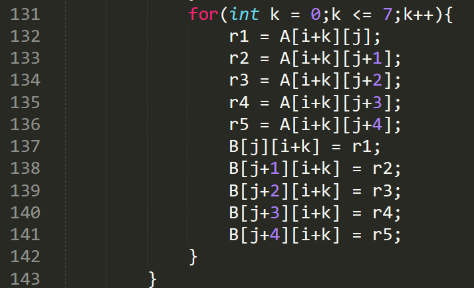 131 for(int k = 0;k <= 7;k++){
132 r1 = A[i+k][j];
133 r2 = A[i+k][j+1];
134 r3 = A[i+k][j+2];
135 r4 = A[i+k][j+3];
136 r5 = A[i+k][j+4];
137 B[j][i+k] = r1;
138 B[j+1][i+k] = r2;
139 B[j+2][i+k] = r3;
140 B[j+3][i+k] = r4;
141 B[j+4][i+k] = r5;
142 }
143 }